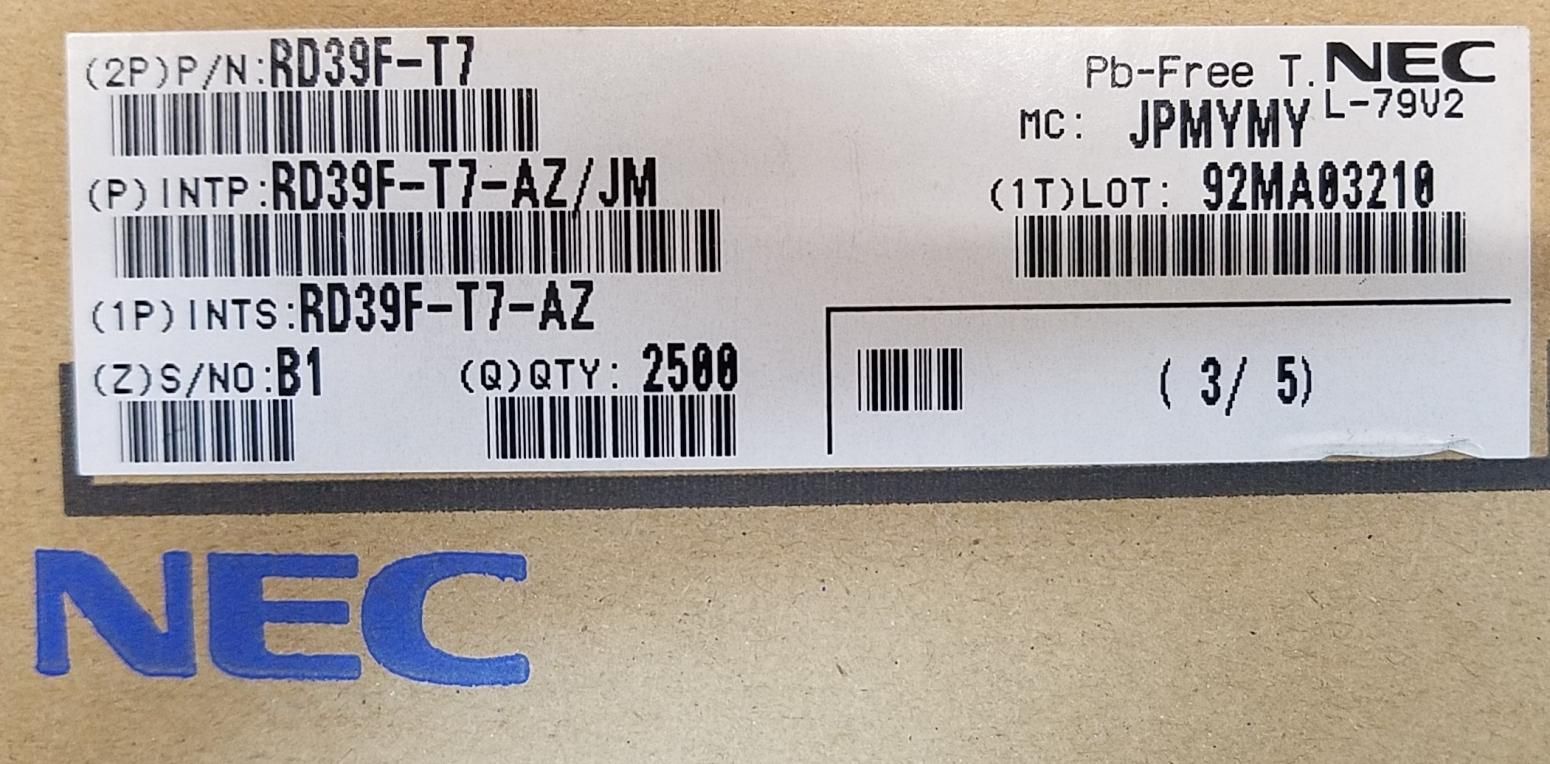 (2P)P/N:RD39F-T7
Pb-Free T. NEC
L-79V2
MC: JPMYMY
(P)INTP:RD39F-T7-AZ/JM
(1T)LOT: 92MA03210
(1P)INTS:RD39F-T7-AZ
(Z)S/NO:B1
(Q)QTY: 2500
( 3/ 5)
NEC